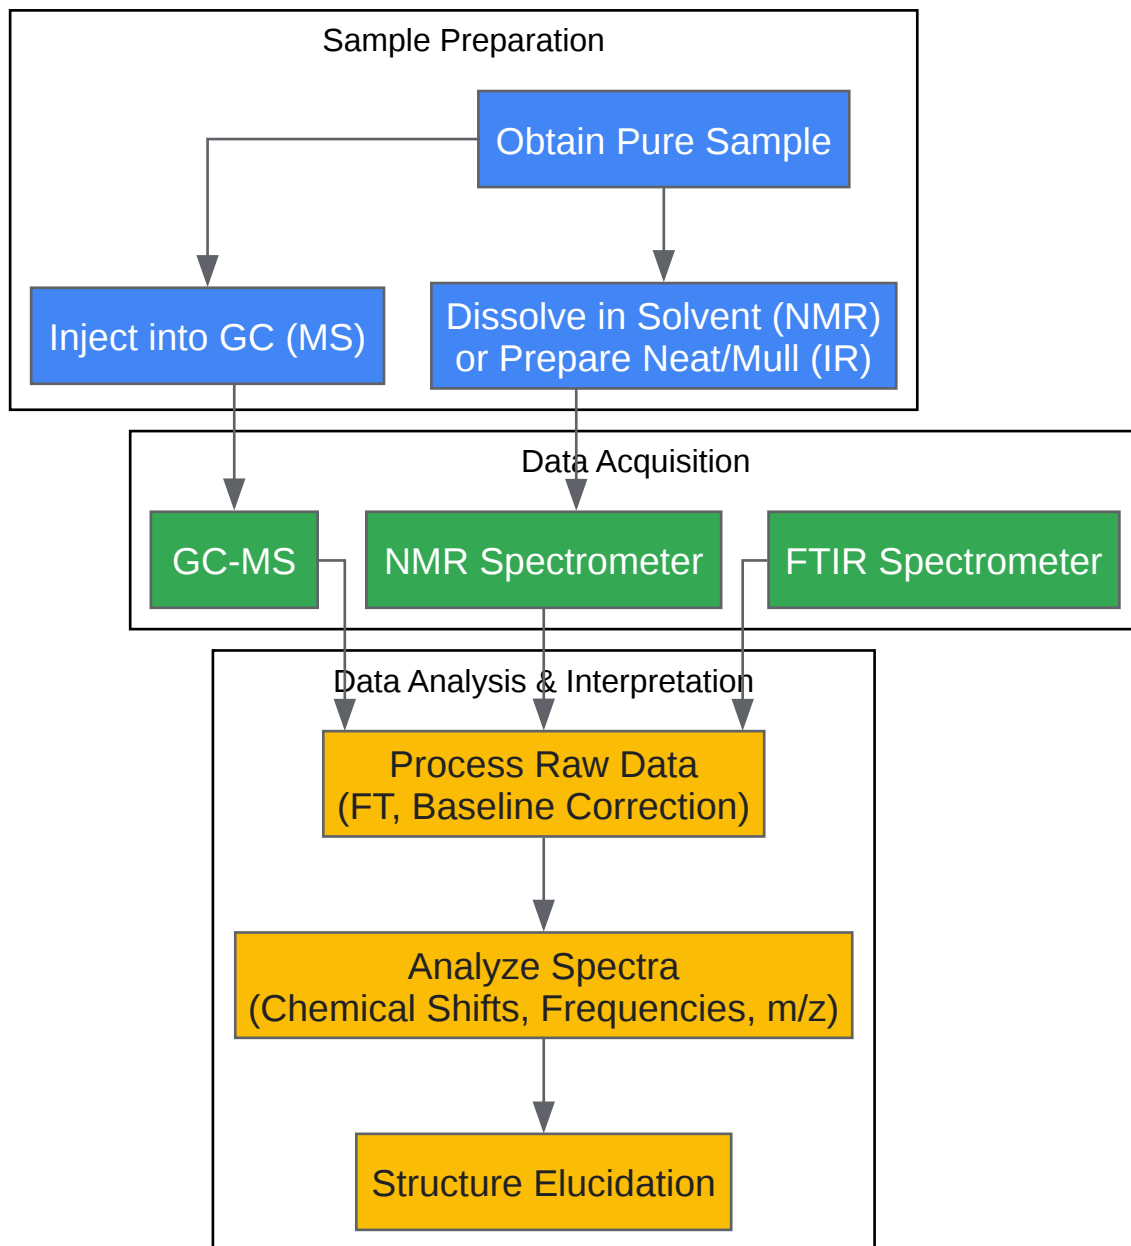 Sample Preparation
Obtain Pure Sample
Inject into GC (MS)
Dissolve in Solvent (NMR)
or Prepare Neat/Mull (IR)
Data Acquisition
GC-MS
NMR Spectrometer
FTIR Spectrometer
Data Analysis & Interpretation
Process Raw Data
(FT, Baseline Correction)
Analyze Spectra
(Chemical Shifts, Frequencies, m/z)
Structure Elucidation